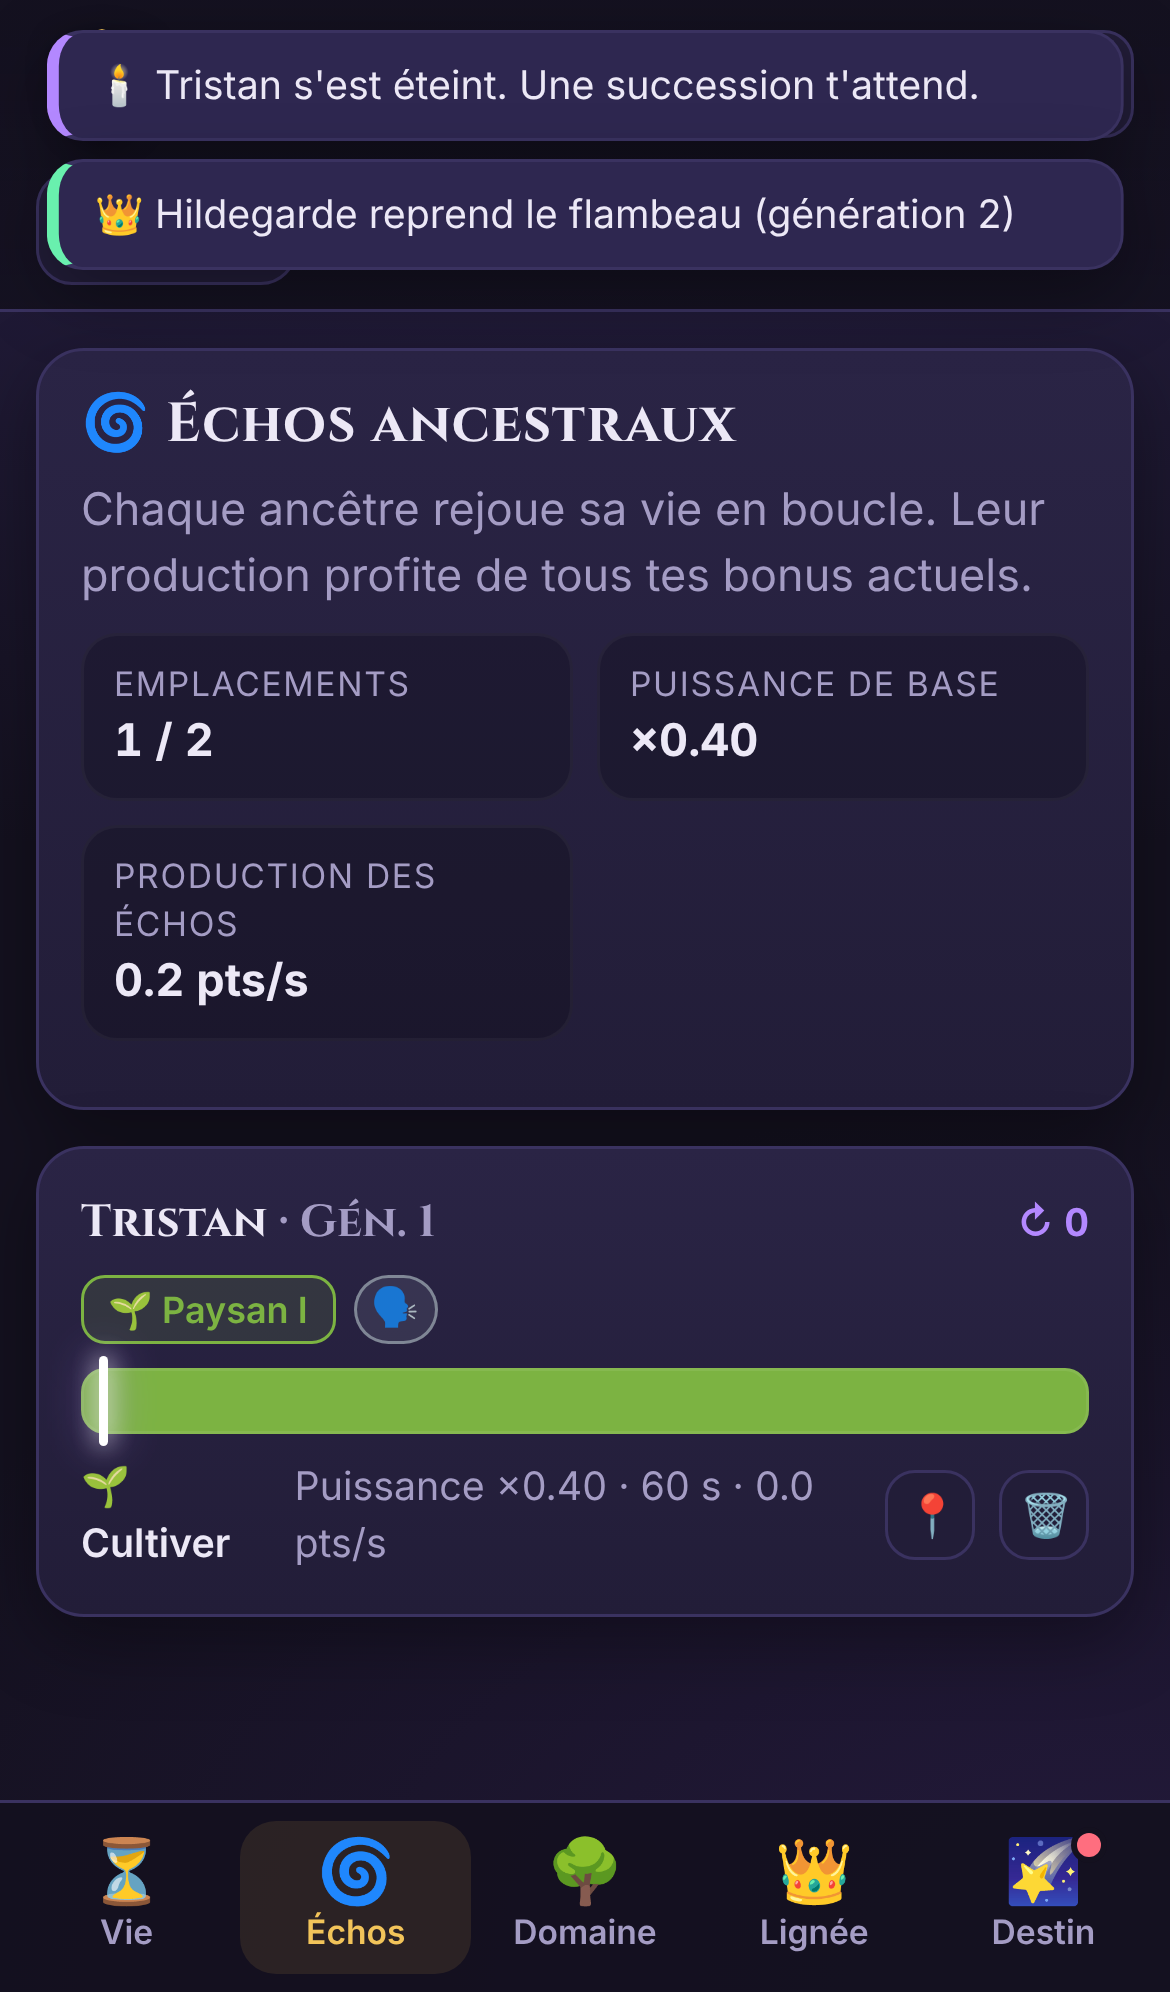 Tristan s'est éteint. Une succession t'attend.
Hildegarde reprend le flambeau (génération 2)
Échos ancestraux
Chaque ancêtre rejoue sa vie en boucle. Leur
production profite de tous tes bonus actuels.
EMPLACEMENTS
1 / 2
PUISSANCE DE BASE
×0.40
PRODUCTION DES
ÉCHOS
0.2 pts/s
Tristan · Gén. 1
↻ 0
Paysan I
Cultiver
Puissance ×0.40 · 60 s · 0.0
pts/s
Vie
Échos
Domaine
Lignée
Destin